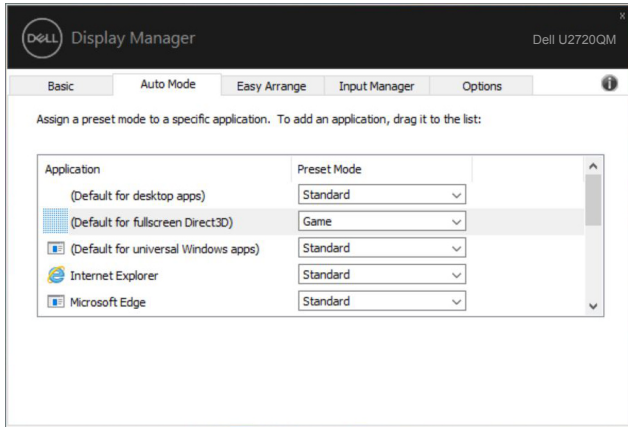 x
DELL Display Manager
Dell U2720QM
Basic Auto Mode Easy Arrange Input Manager Options i
Assign a preset mode to a specific application. To add an application, drag it to the list:
Application Preset Mode
(Default for desktop apps) Standard
(Default for fullscreen Direct3D) Game
(Default for universal Windows apps) Standard
Internet Explorer Standard
Microsoft Edge Standard